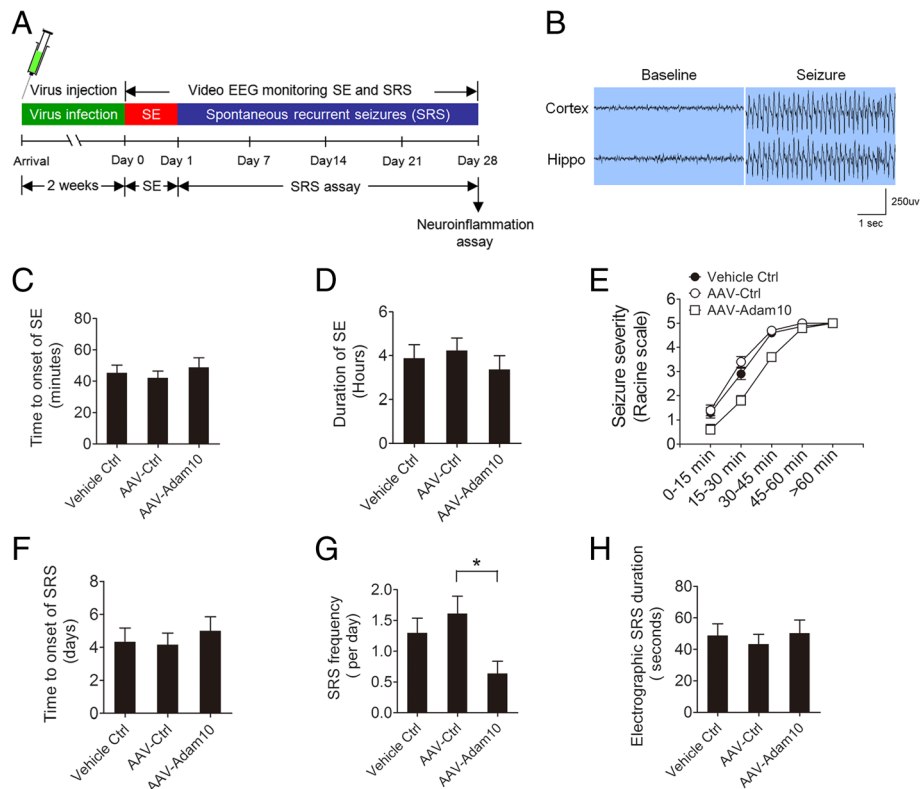 A
Virus injection
Video EEG monitoring SE and SRS
Virus infection
SE
Spontaneous recurrent seizures (SRS)
Arrival
Day 0
Day 1
Day 7
Day14
Day 21
Day 28
2 weeks
SE
SRS assay
Neuroinflammation
assay
B
Baseline
Seizure
Cortex
Hippo
250uv
1 sec
C
Time to onset of SE
(minutes)
80
60
40
20
0
Vehicle Ctrl
AAV-Ctrl
AAV-Adam10
D
Duration of SE
(Hours)
6
4
2
0
Vehicle Ctrl
AAV-Ctrl
AAV-Adam10
E
Vehicle Ctrl
AAV-Ctrl
AAV-Adam10
Seizure severity
(Racine scale)
6
5
4
3
2
1
0
0-15 min
15-30 min
30-45 min
45-60 min
>60 min
F
Time to onset of SRS
(days)
8
6
4
2
0
Vehicle Ctrl
AAV-Ctrl
AAV-Adam10
G
*
SRS frequency
( per day)
2.0
1.5
1.0
0.5
0.0
Vehicle Ctrl
AAV-Ctrl
AAV-Adam10
H
Electrographic SRS duration
( seconds)
80
60
40
20
0
Vehicle Ctrl
AAV-Ctrl
AAV-Adam10